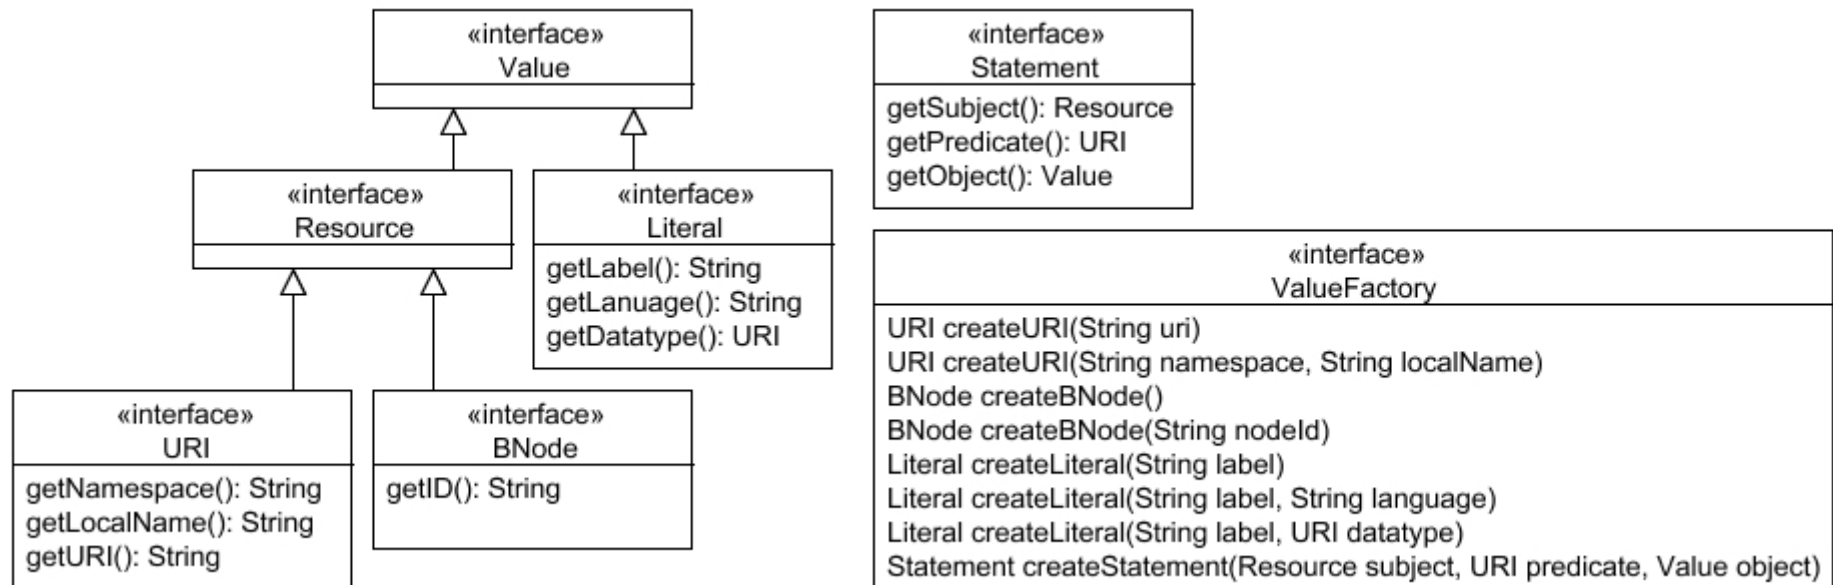 «interface»
Value
«interface»
Statement
getSubject(): Resource
getPredicate(): URI
getObject(): Value
«interface»
Resource
«interface»
Literal
getLabel(): String
getLanuage(): String
getDatatype(): URI
«interface»
ValueFactory
URI createURI(String uri)
URI createURI(String namespace, String localName)
BNode createBNode()
BNode createBNode(String nodeId)
Literal createLiteral(String label)
Literal createLiteral(String label, String language)
Literal createLiteral(String label, URI datatype)
Statement createStatement(Resource subject, URI predicate, Value object)
«interface»
URI
getNamespace(): String
getLocalName(): String
getURI(): String
«interface»
BNode
getID(): String